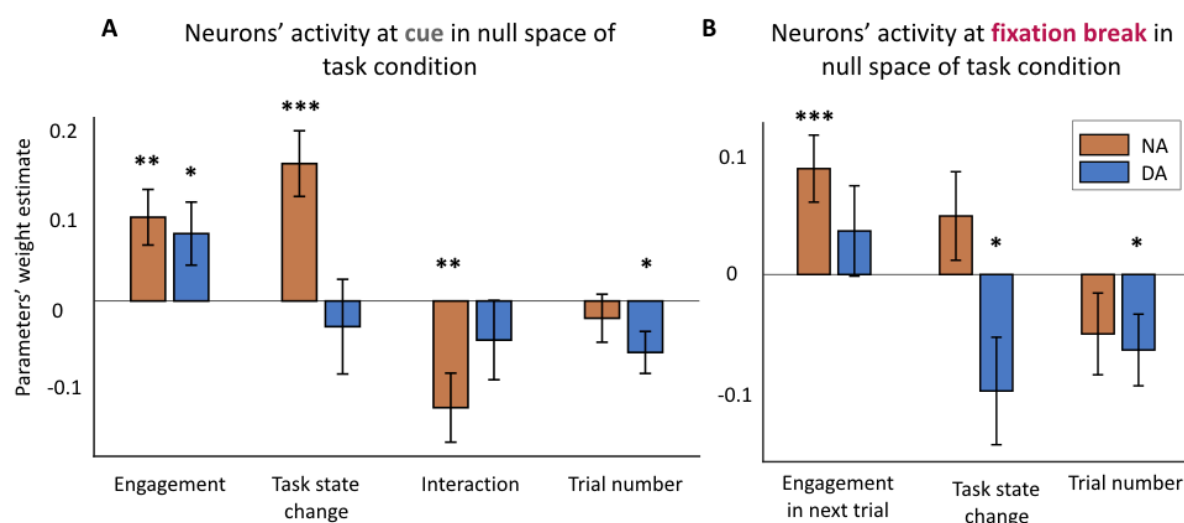 A
Neurons’ activity at cue in null space of
task condition
Parameters’ weight estimate
0.2
0.1
0
-0.1
**
*
***
**
*
Engagement
Task state
change
Interaction
Trial number
B
Neurons’ activity at fixation break in
null space of task condition
NA
DA
0.1
0
-0.1
***
*
*
Engagement
in next trial
Task state
change
Trial number